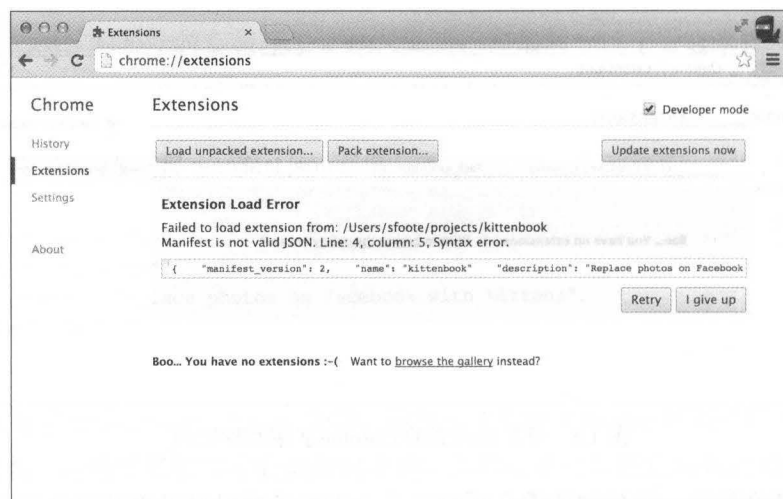 Extensions
chrome://extensions
Chrome
Extensions
Developer mode
History
Load unpacked extension...
Pack extension...
Update extensions now
Extensions
Settings
Extension Load Error
Failed to load extension from: /Users/sfoote/projects/kittenbook
Manifest is not valid JSON. Line: 4, column: 5, Syntax error.
About
{ "manifest_version": 2, "name": "kittenbook" "description": "Replace photos on Facebook
Retry
I give up
Boo... You have no extensions :-( Want to browse the gallery instead?